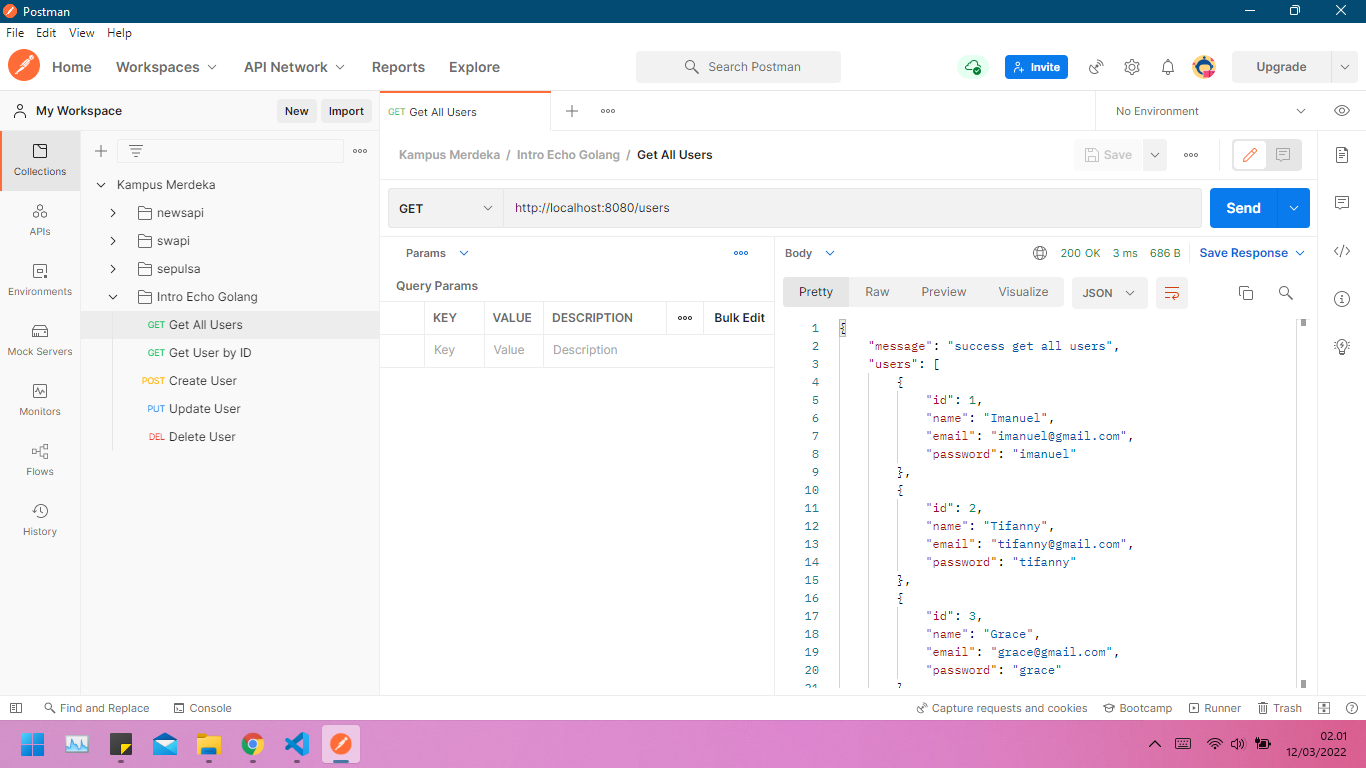 Postman
File Edit View Help
Home Workspaces API Network Reports Explore Search Postman Invite Upgrade
My Workspace New Import GET Get All Users No Environment
Collections
APIs
Environments
Mock Servers
Monitors
Flows
History
Kampus Merdeka
newsapi
swapi
sepulsa
Intro Echo Golang
GET Get All Users
GET Get User by ID
POST Create User
PUT Update User
DEL Delete User
Kampus Merdeka / Intro Echo Golang / Get All Users Save
GET http://localhost:8080/users Send
Params
Query Params
KEY VALUE DESCRIPTION Bulk Edit
Key Value Description
Body 200 OK 3 ms 686 B Save Response
Pretty Raw Preview Visualize JSON
1 {
2 "message": "success get all users",
3 "users": [
4 {
5 "id": 1,
6 "name": "Imanuel",
7 "email": "imanuel@gmail.com",
8 "password": "imanuel"
9 },
10 {
11 "id": 2,
12 "name": "Tifanny",
13 "email": "tifanny@gmail.com",
14 "password": "tifanny"
15 },
16 {
17 "id": 3,
18 "name": "Grace",
19 "email": "grace@gmail.com",
20 "password": "grace"
Find and Replace Console Capture requests and cookies Bootcamp Runner Trash
02.01
12/03/2022